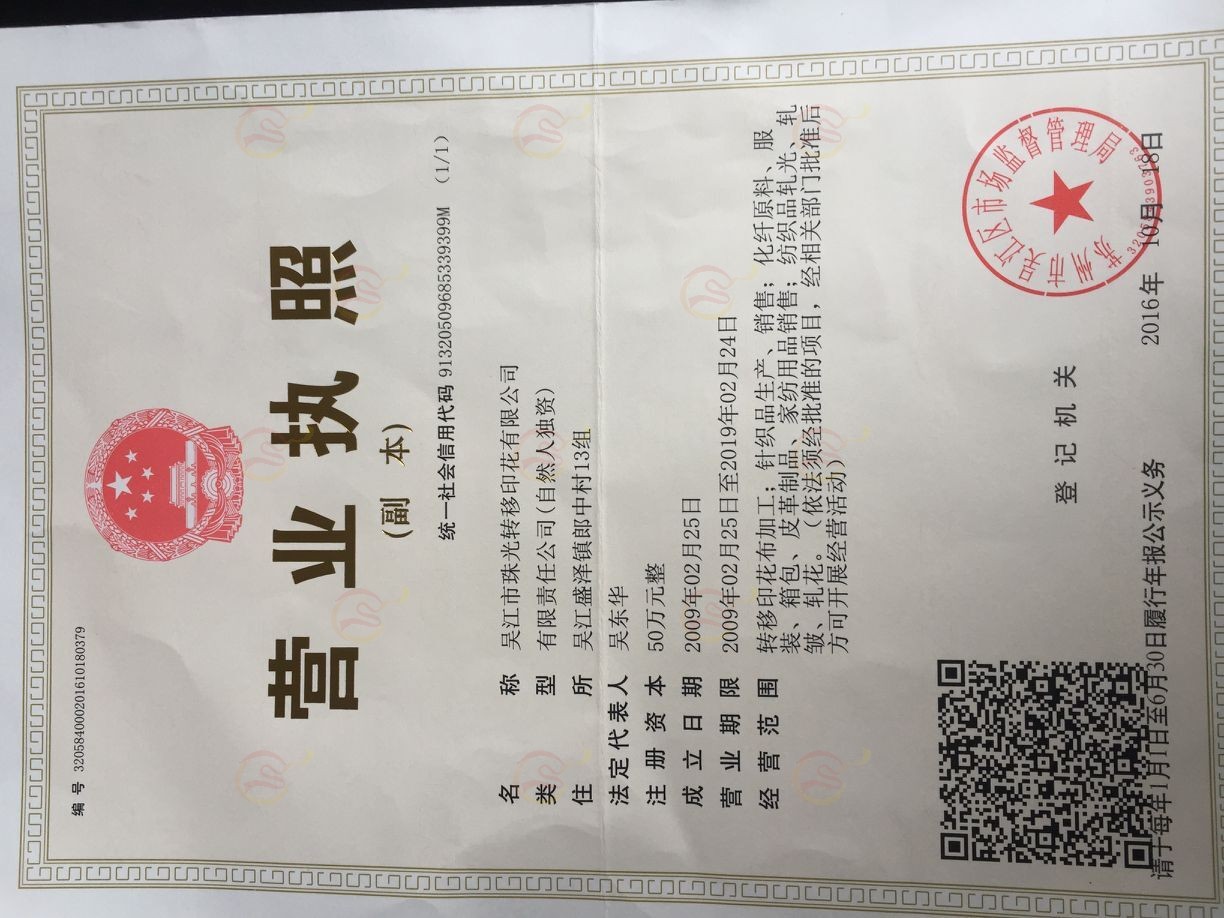 编号 320584000201610180379
营业执照
(副 本)
统一社会信用代码 91320509685339399M (1/1)
名称 吴江市珠光转移印花有限公司
类型 有限责任公司(自然人独资)
住所 吴江盛泽镇郎中村13组
法定代表人 吴东华
注册资本 50万元整
成立日期 2009年02月25日
营业期限 2009年02月25日至2019年02月24日
经营范围 转移印花布加工；针织品生产、销售；化纤原料、服
装、箱包、皮革制品、家纺用品销售；纺织品轧光、轧
皱、轧花。（依法须经批准的项目，经相关部门批准后
方可开展经营活动）
登记机关
苏州市吴江区市场监督管理局
2016年 10月 18日
请于每年1月1日至6月30日履行年报公示义务